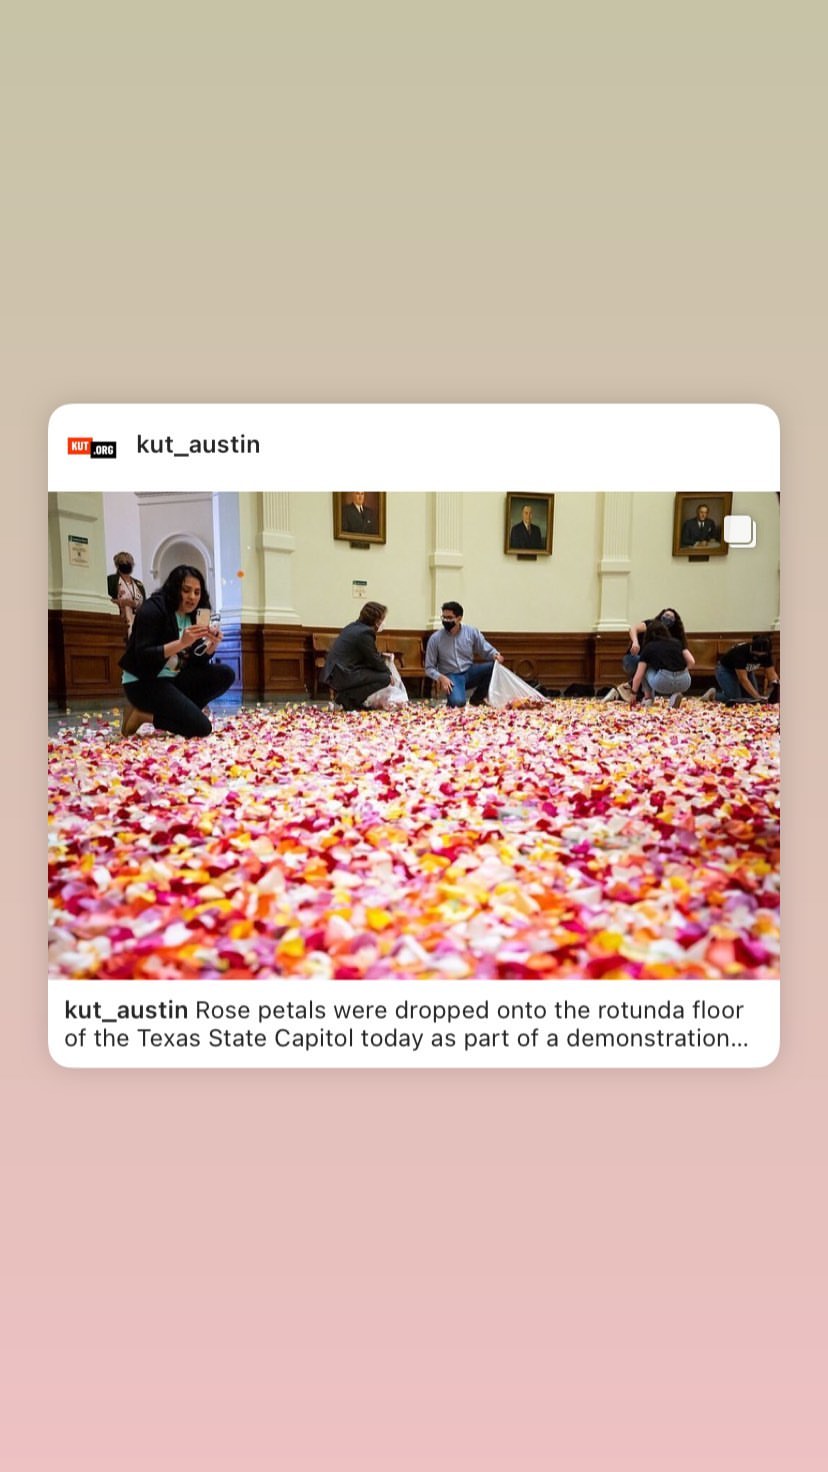 KUT.ORG
kut_austin
kut_austin Rose petals were dropped onto the rotunda floor
of the Texas State Capitol today as part of a demonstration...